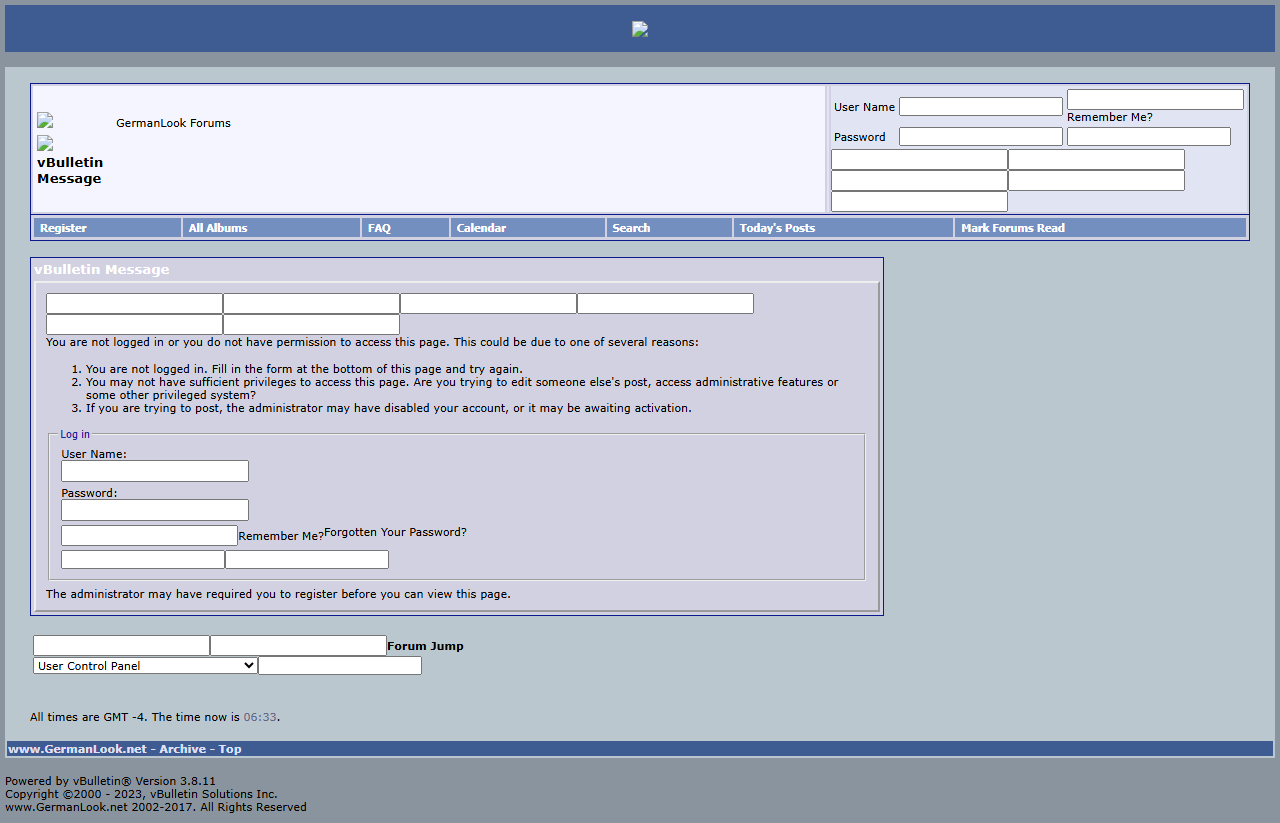 GermanLook Forums
vBulletin
Message
User Name
Remember Me?
Password
Register All Albums FAQ Calendar Search Today's Posts Mark Forums Read
vBulletin Message
You are not logged in or you do not have permission to access this page. This could be due to one of several reasons:
1. You are not logged in. Fill in the form at the bottom of this page and try again.
2. You may not have sufficient privileges to access this page. Are you trying to edit someone else's post, access administrative features or
some other privileged system?
3. If you are trying to post, the administrator may have disabled your account, or it may be awaiting activation.
Log in
User Name:
Password:
Remember Me?Forgotten Your Password?
The administrator may have required you to register before you can view this page.
Forum Jump
User Control Panel
All times are GMT -4. The time now is 06:33.
www.GermanLook.net - Archive - Top
Powered by vBulletin® Version 3.8.11
Copyright ©2000 - 2023, vBulletin Solutions Inc.
www.GermanLook.net 2002-2017. All Rights Reserved